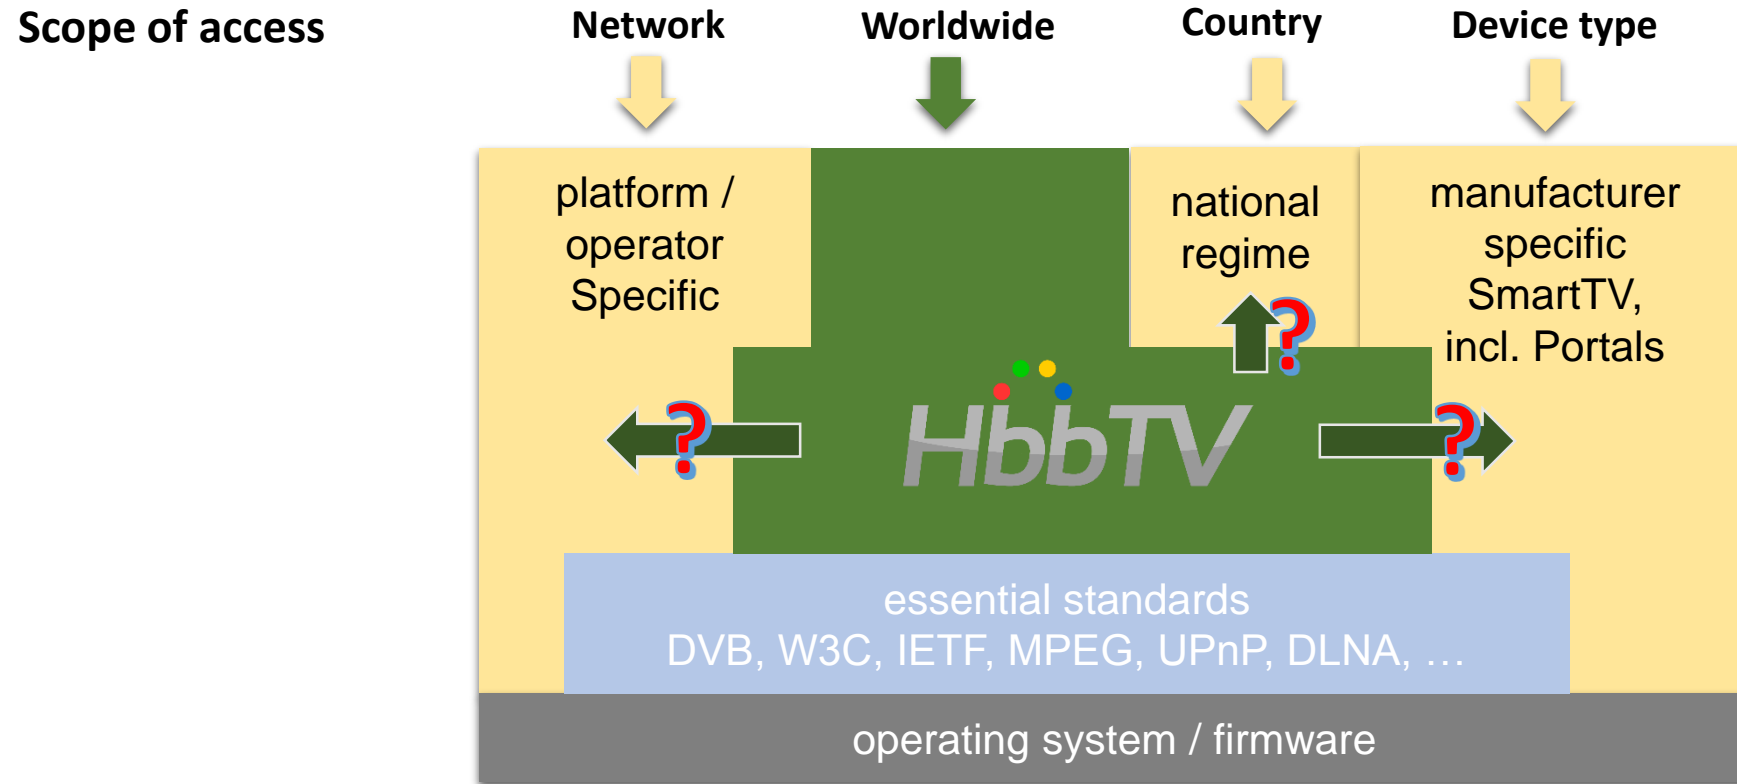 Scope of access
Network
Worldwide
Country
Device type
platform /
operator
Specific
national
regime
manufacturer
specific
SmartTV,
incl. Portals
?
?
?
HbbTV
essential standards
DVB, W3C, IETF, MPEG, UPnP, DLNA, …
operating system / firmware